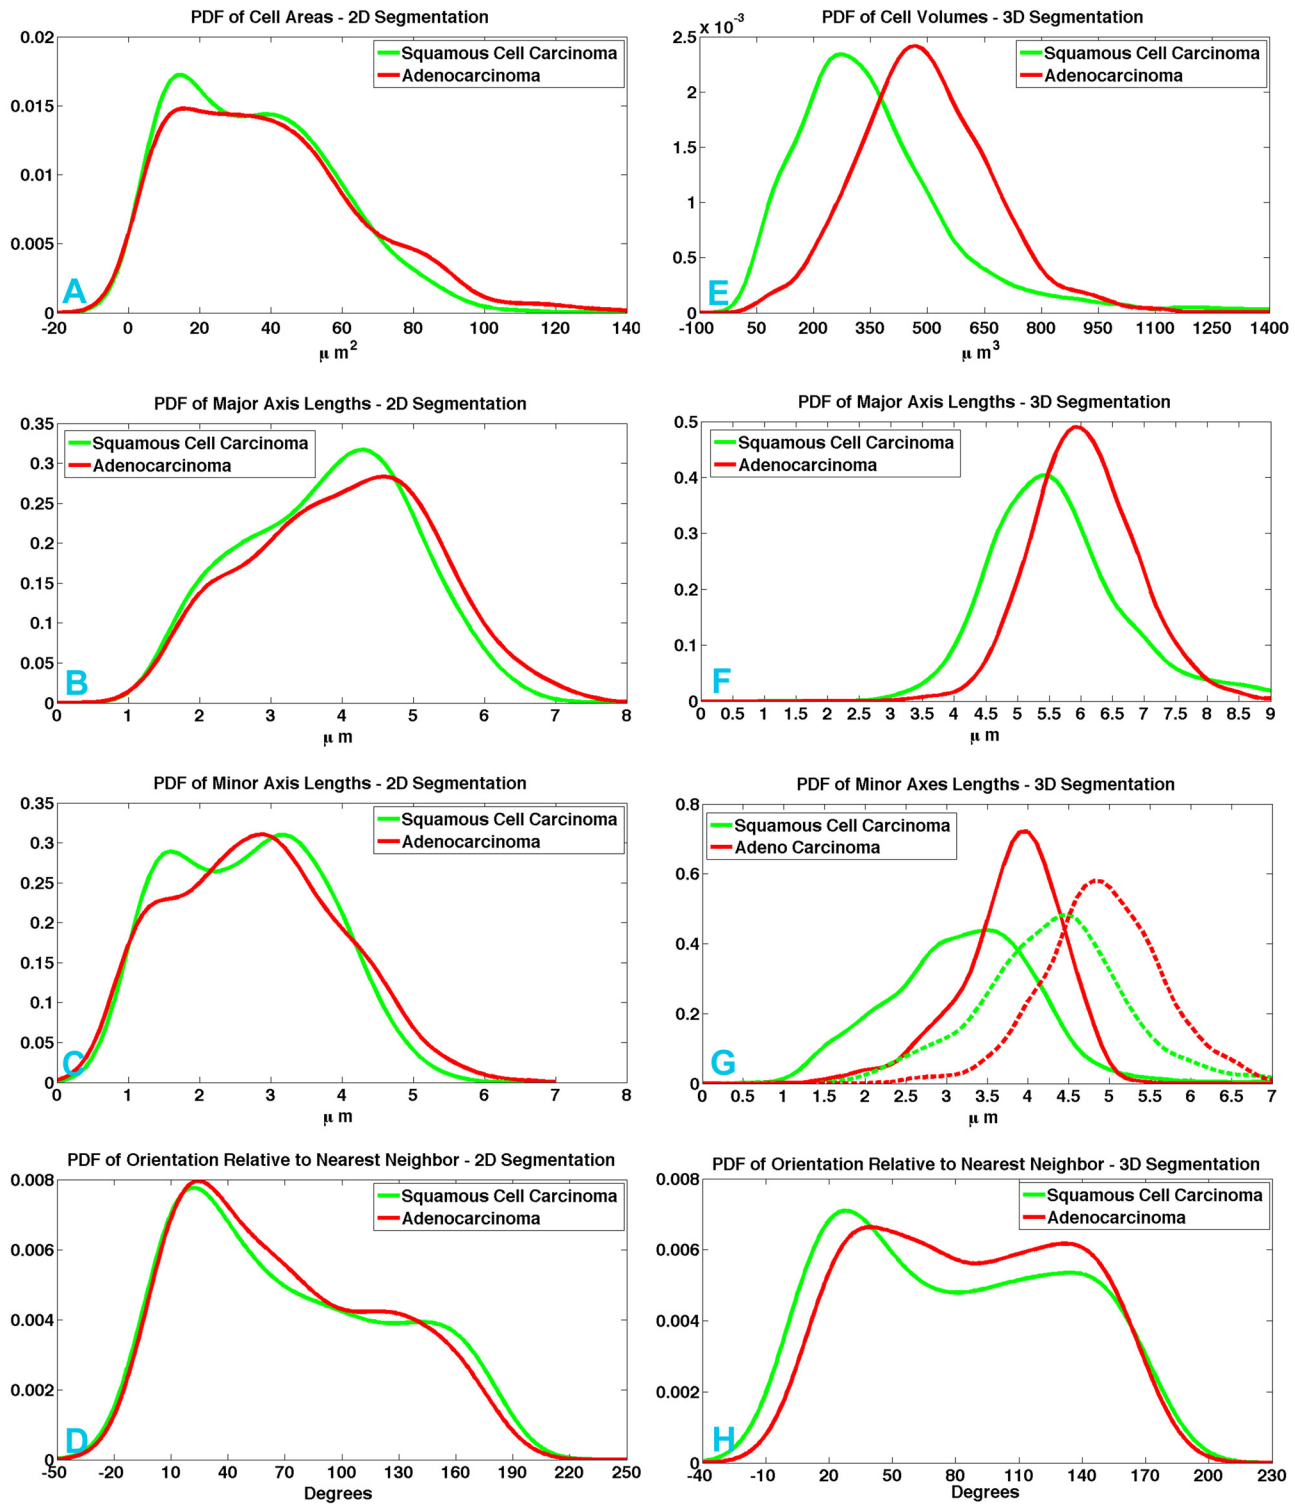 PDF of Cell Areas - 2D Segmentation
0.02
0.015
0.01
0.005
0
Squamous Cell Carcinoma
Adenocarcinoma
A
-20 0 20 40 60 80 100 120 140
μ m²
PDF of Cell Volumes - 3D Segmentation
x 10⁻³
2.5
2
1.5
1
0.5
0
Squamous Cell Carcinoma
Adenocarcinoma
E
-100 50 200 350 500 650 800 950 1100 1250 1400
μ m³
PDF of Major Axis Lengths - 2D Segmentation
0.35
0.3
0.25
0.2
0.15
0.1
0.05
0
Squamous Cell Carcinoma
Adenocarcinoma
B
0 1 2 3 4 5 6 7 8
μ m
PDF of Major Axis Lengths - 3D Segmentation
0.5
0.4
0.3
0.2
0.1
0
Squamous Cell Carcinoma
Adenocarcinoma
F
0 0.5 1 1.5 2 2.5 3 3.5 4 4.5 5 5.5 6 6.5 7 7.5 8 8.5 9
μ m
PDF of Minor Axis Lengths - 2D Segmentation
0.35
0.3
0.25
0.2
0.15
0.1
0.05
0
Squamous Cell Carcinoma
Adenocarcinoma
C
0 1 2 3 4 5 6 7 8
μ m
PDF of Minor Axes Lengths - 3D Segmentation
0.8
0.6
0.4
0.2
0
Squamous Cell Carcinoma
Adeno Carcinoma
G
0 0.5 1 1.5 2 2.5 3 3.5 4 4.5 5 5.5 6 6.5 7
μ m
PDF of Orientation Relative to Nearest Neighbor - 2D Segmentation
0.008
0.006
0.004
0.002
0
Squamous Cell Carcinoma
Adenocarcinoma
D
-50 -20 10 40 70 100 130 160 190 220 250
Degrees
PDF of Orientation Relative to Nearest Neighbor - 3D Segmentation
0.008
0.006
0.004
0.002
0
Squamous Cell Carcinoma
Adenocarcinoma
H
-40 -10 20 50 80 110 140 170 200 230
Degrees